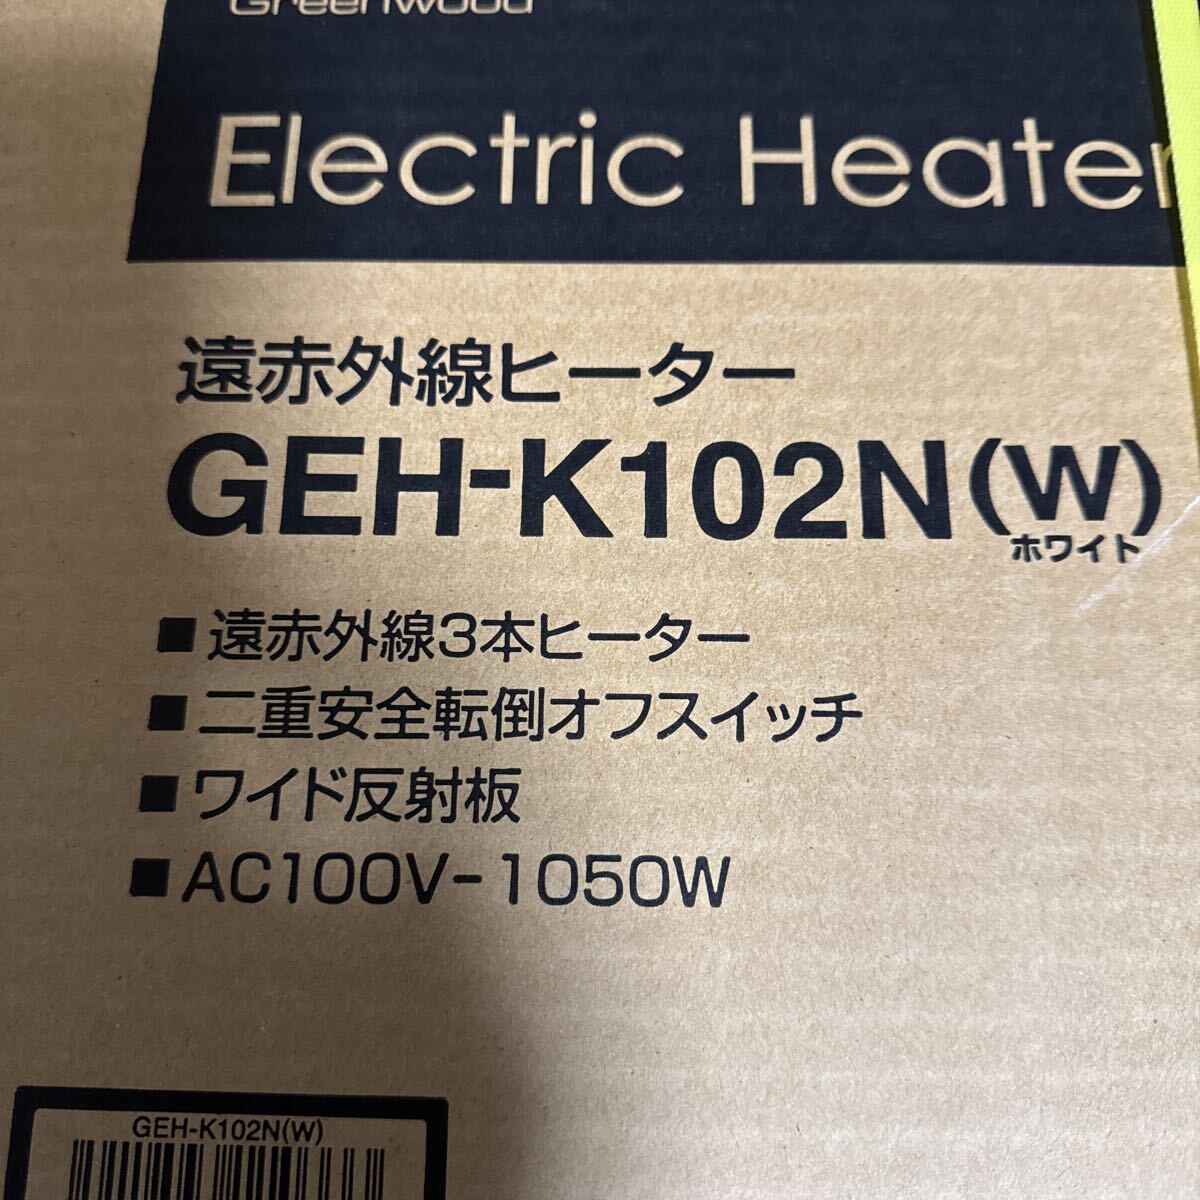 Greenwood
Electric Heater
遠赤外線ヒーター
GEH-K102N(W)
ホワイト
■遠赤外線3本ヒーター
■二重安全転倒オフスイッチ
■ワイド反射板
■AC100V-1050W
GEH-K102N(W)